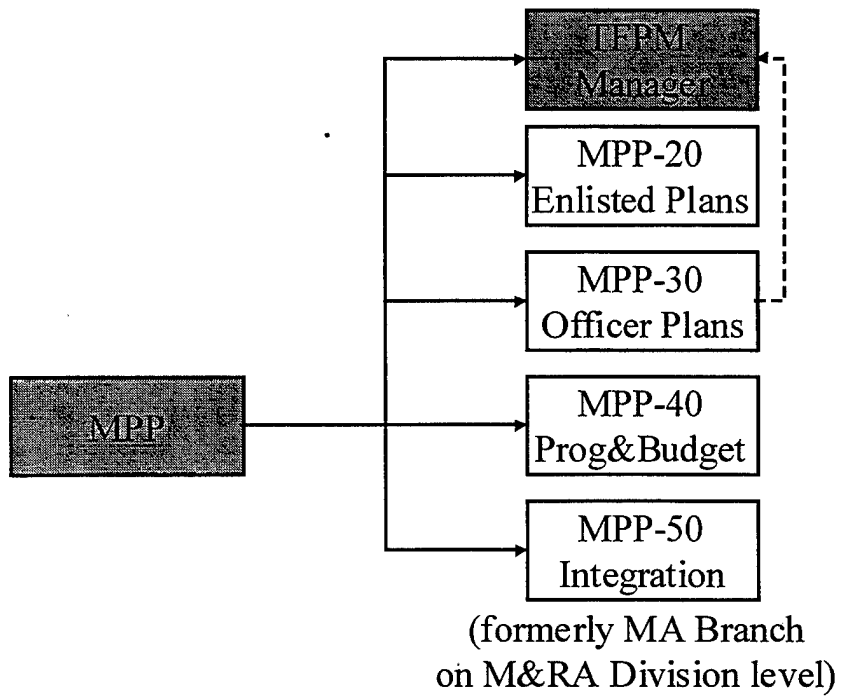 TFPM
Manager
MPP-20
Enlisted Plans
MPP-30
Officer Plans
MPP
MPP-40
Prog&Budget
MPP-50
Integration
(formerly MA Branch
on M&RA Division level)